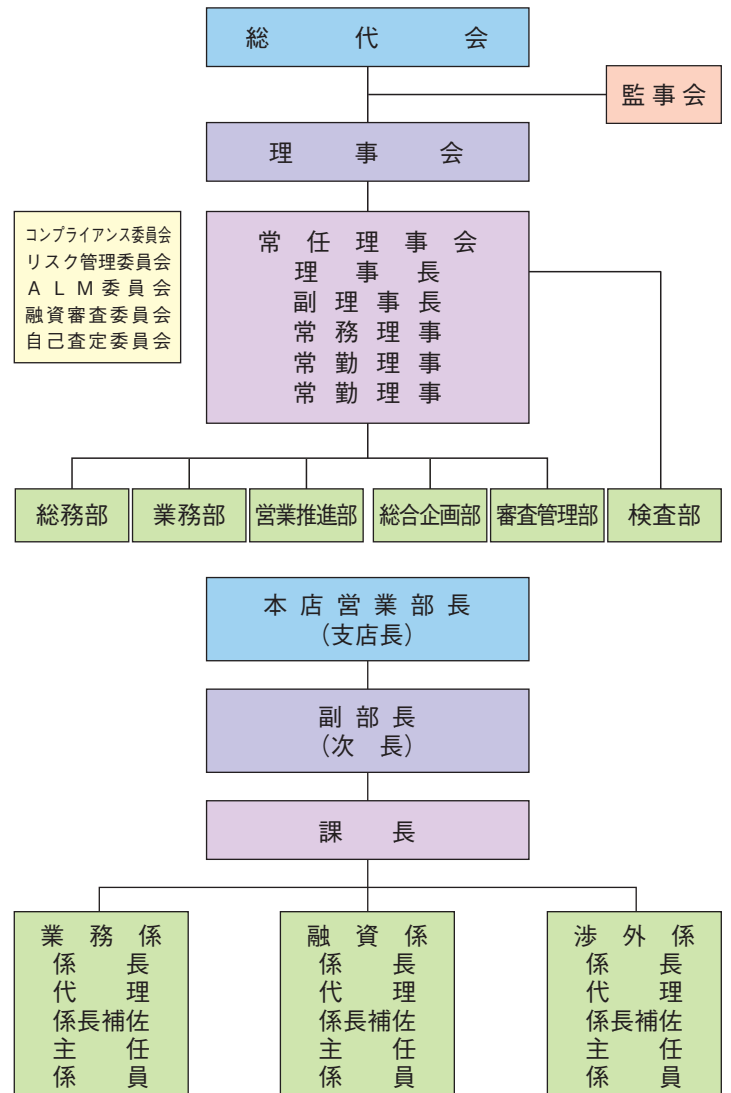 総代会
監事会
理事会
コンプライアンス委員会
リスク管理委員会
ALM委員会
融資審査委員会
自己査定委員会
常任理事会
理事長
副理事長
常務理事
常勤理事
常勤理事
総務部
業務部
営業推進部
総合企画部
審査管理部
検査部
本店営業部長
(支店長)
副部長
(次長)
課長
業務係
係長
代理
係長補佐
主任
係員
融資係
係長
代理
係長補佐
主任
係員
渉外係
係長
代理
係長補佐
主任
係員